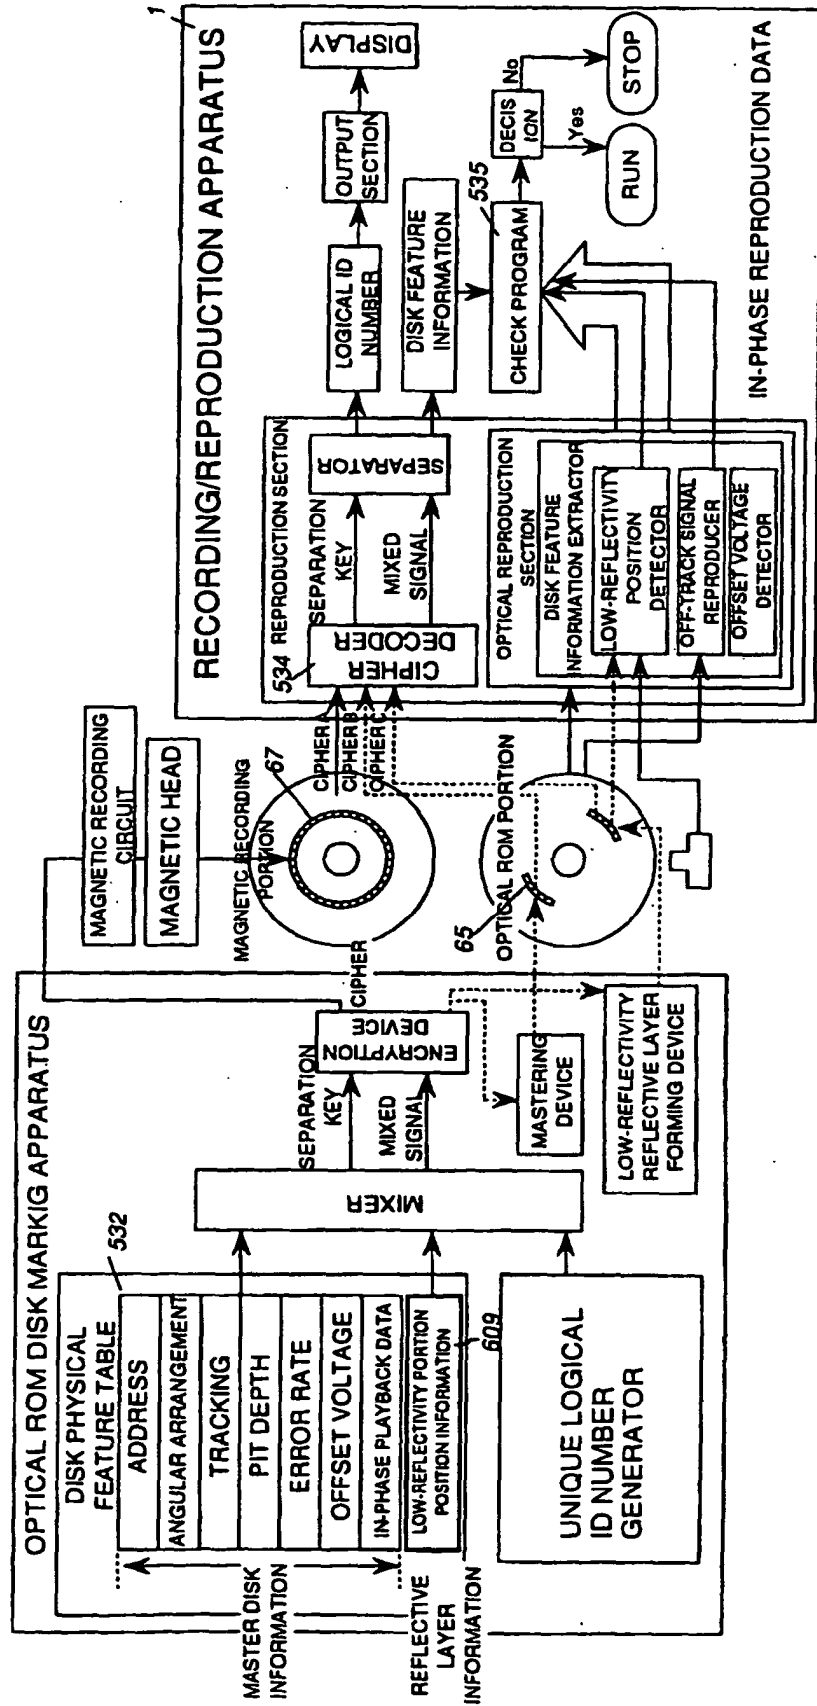 OPTICAL ROM DISK MARKIG APPARATUS
DISK PHYSICAL
FEATURE TABLE
532
ADDRESS
ANGULAR ARRANGEMENT
TRACKING
PIT DEPTH
ERROR RATE
OFFSET VOLTAGE
IN-PHASE PLAYBACK DATA
LOW-REFLECTIVITY PORTION
POSITION INFORMATION
609
MASTER DISK
INFORMATION
REFLECTIVE
LAYER
INFORMATION
UNIQUE LOGICAL
ID NUMBER
GENERATOR
MIXER
SEPARATION
KEY
MIXED
SIGNAL
ENCRYPTION
DEVICE
CIPHER
MASTERING
DEVICE
LOW-REFLECTIVITY
REFLECTIVE LAYER
FORMING DEVICE
MAGNETIC RECORDING
CIRCUIT
MAGNETIC HEAD
MAGNETIC RECORDING
PORTION
67
CIPHER A
CIPHER B
CIPHER C
65
OPTICAL ROM PORTION
1
RECORDING/REPRODUCTION APPARATUS
REPRODUCTION SECTION
534
CIPHER
DECODER
SEPARATION
KEY
MIXED
SIGNAL
SEPARATOR
LOGICAL ID
NUMBER
OUTPUT
SECTION
DISPLAY
DISK FEATURE
INFORMATION
CHECK PROGRAM
535
DECIS
ION
No
Yes
STOP
RUN
OPTICAL REPRODUCTION
SECTION
DISK FEATURE
INFORMATION EXTRACTOR
LOW-REFLECTIVITY
POSITION
DETECTOR
OFF-TRACK SIGNAL
REPRODUCER
OFFSET VOLTAGE
DETECTOR
IN-PHASE REPRODUCTION DATA